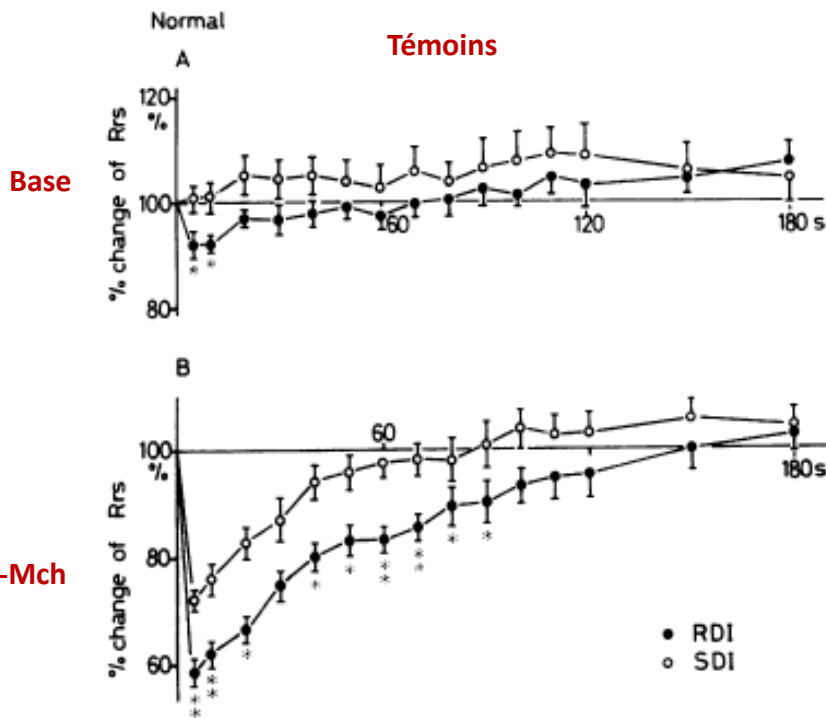 Normal
Témoins
A
120
%
Base
100
% change of Rrs
60
120
180 s
* *
80
B
60
100
%
180 s
80
-Mch
% change of Rrs
* * * * * * *
● RDI
○ SDI
60
* * *
* *